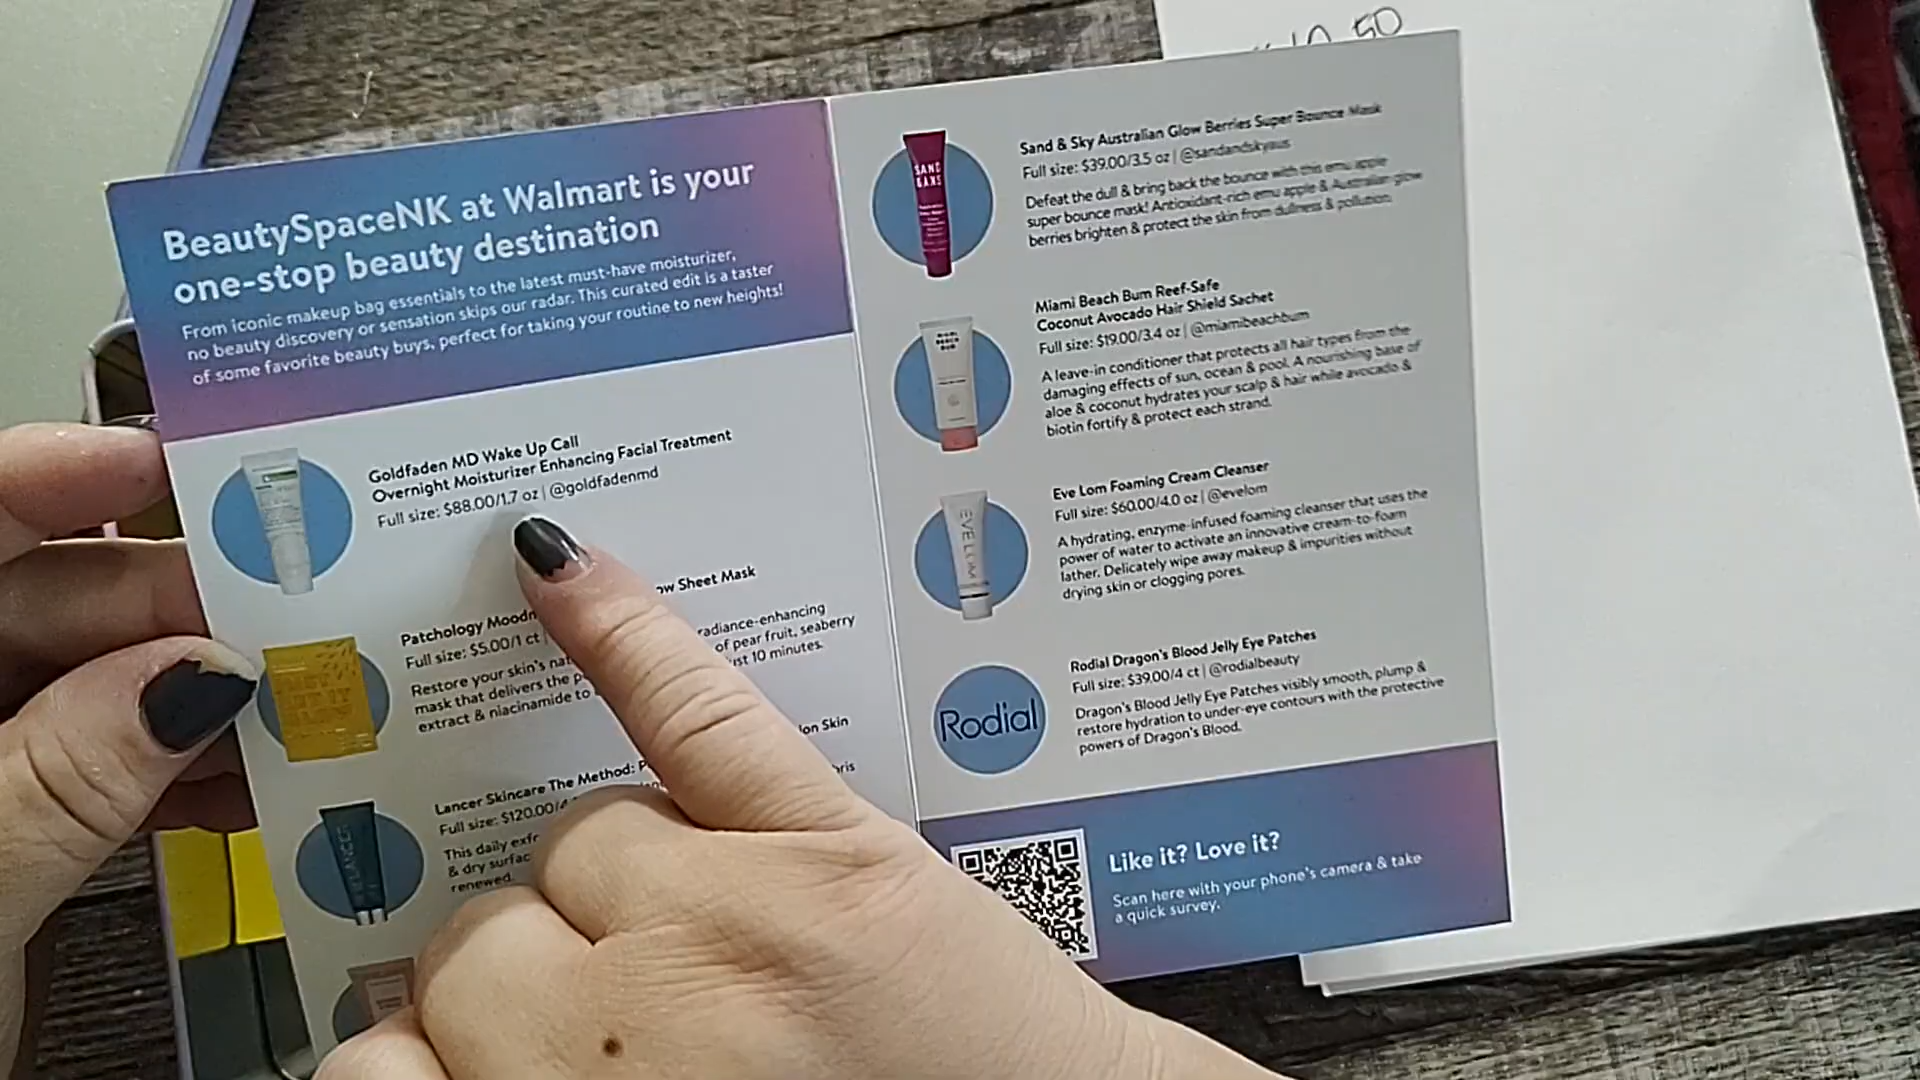 50
BeautySpaceNK at Walmart is your
one-stop beauty destination
From iconic makeup bag essentials to the latest must-have moisturizer,
no beauty discovery or sensation skips our radar. This curated edit is a taster
of some favorite beauty buys, perfect for taking your routine to new heights!
Goldfaden MD Wake Up Call
Overnight Moisturizer Enhancing Facial Treatment
Full size: $88.00/1.7 oz | @goldfadenmd
Sheet Mask
Patchology
Full size: $5.00/1 ct |
radiance-enhancing
Restore your skin's
of pear fruit, seaberry
mask that delivers the
10 minutes.
extract & niacinamide to
Skin
Lancer Skincare The Method:
Full size: $120.00/
This daily
& dry
renewed.
LANCER
SAND
Sand & Sky Australian Glow Berries Super Bounce Mask
Full size: $39.00/3.5 oz | @sandandskyaus
Defeat the dull & bring back the bounce with this emu apple
super bounce mask! Antioxidant-rich emu apple & Australian glow
berries brighten & protect the skin from dullness & pollution.
MIAMI
BEACH
BUM
Miami Beach Bum Reef-Safe
Coconut Avocado Hair Shield Sachet
Full size: $19.00/3.4 oz | @miamibeachbum
A leave-in conditioner that protects all hair types from the
damaging effects of sun, ocean & pool. A nourishing base of
aloe & coconut hydrates your scalp & hair while avocado &
biotin fortify & protect each strand.
EVE LOM
Eve Lom Foaming Cream Cleanser
Full size: $60.00/4.0 oz | @evelom
A hydrating, enzyme-infused foaming cleanser that uses the
power of water to activate an innovative cream-to-foam
lather. Delicately wipe away makeup & impurities without
drying skin or clogging pores.
Rodial
Rodial Dragon's Blood Jelly Eye Patches
Full size: $39.00/4 ct | @rodialbeauty
Dragon's Blood Jelly Eye Patches visibly smooth, plump &
restore hydration to under-eye contours with the protective
powers of Dragon's Blood.
Like it? Love it?
Scan here with your phone's camera & take
a quick survey.